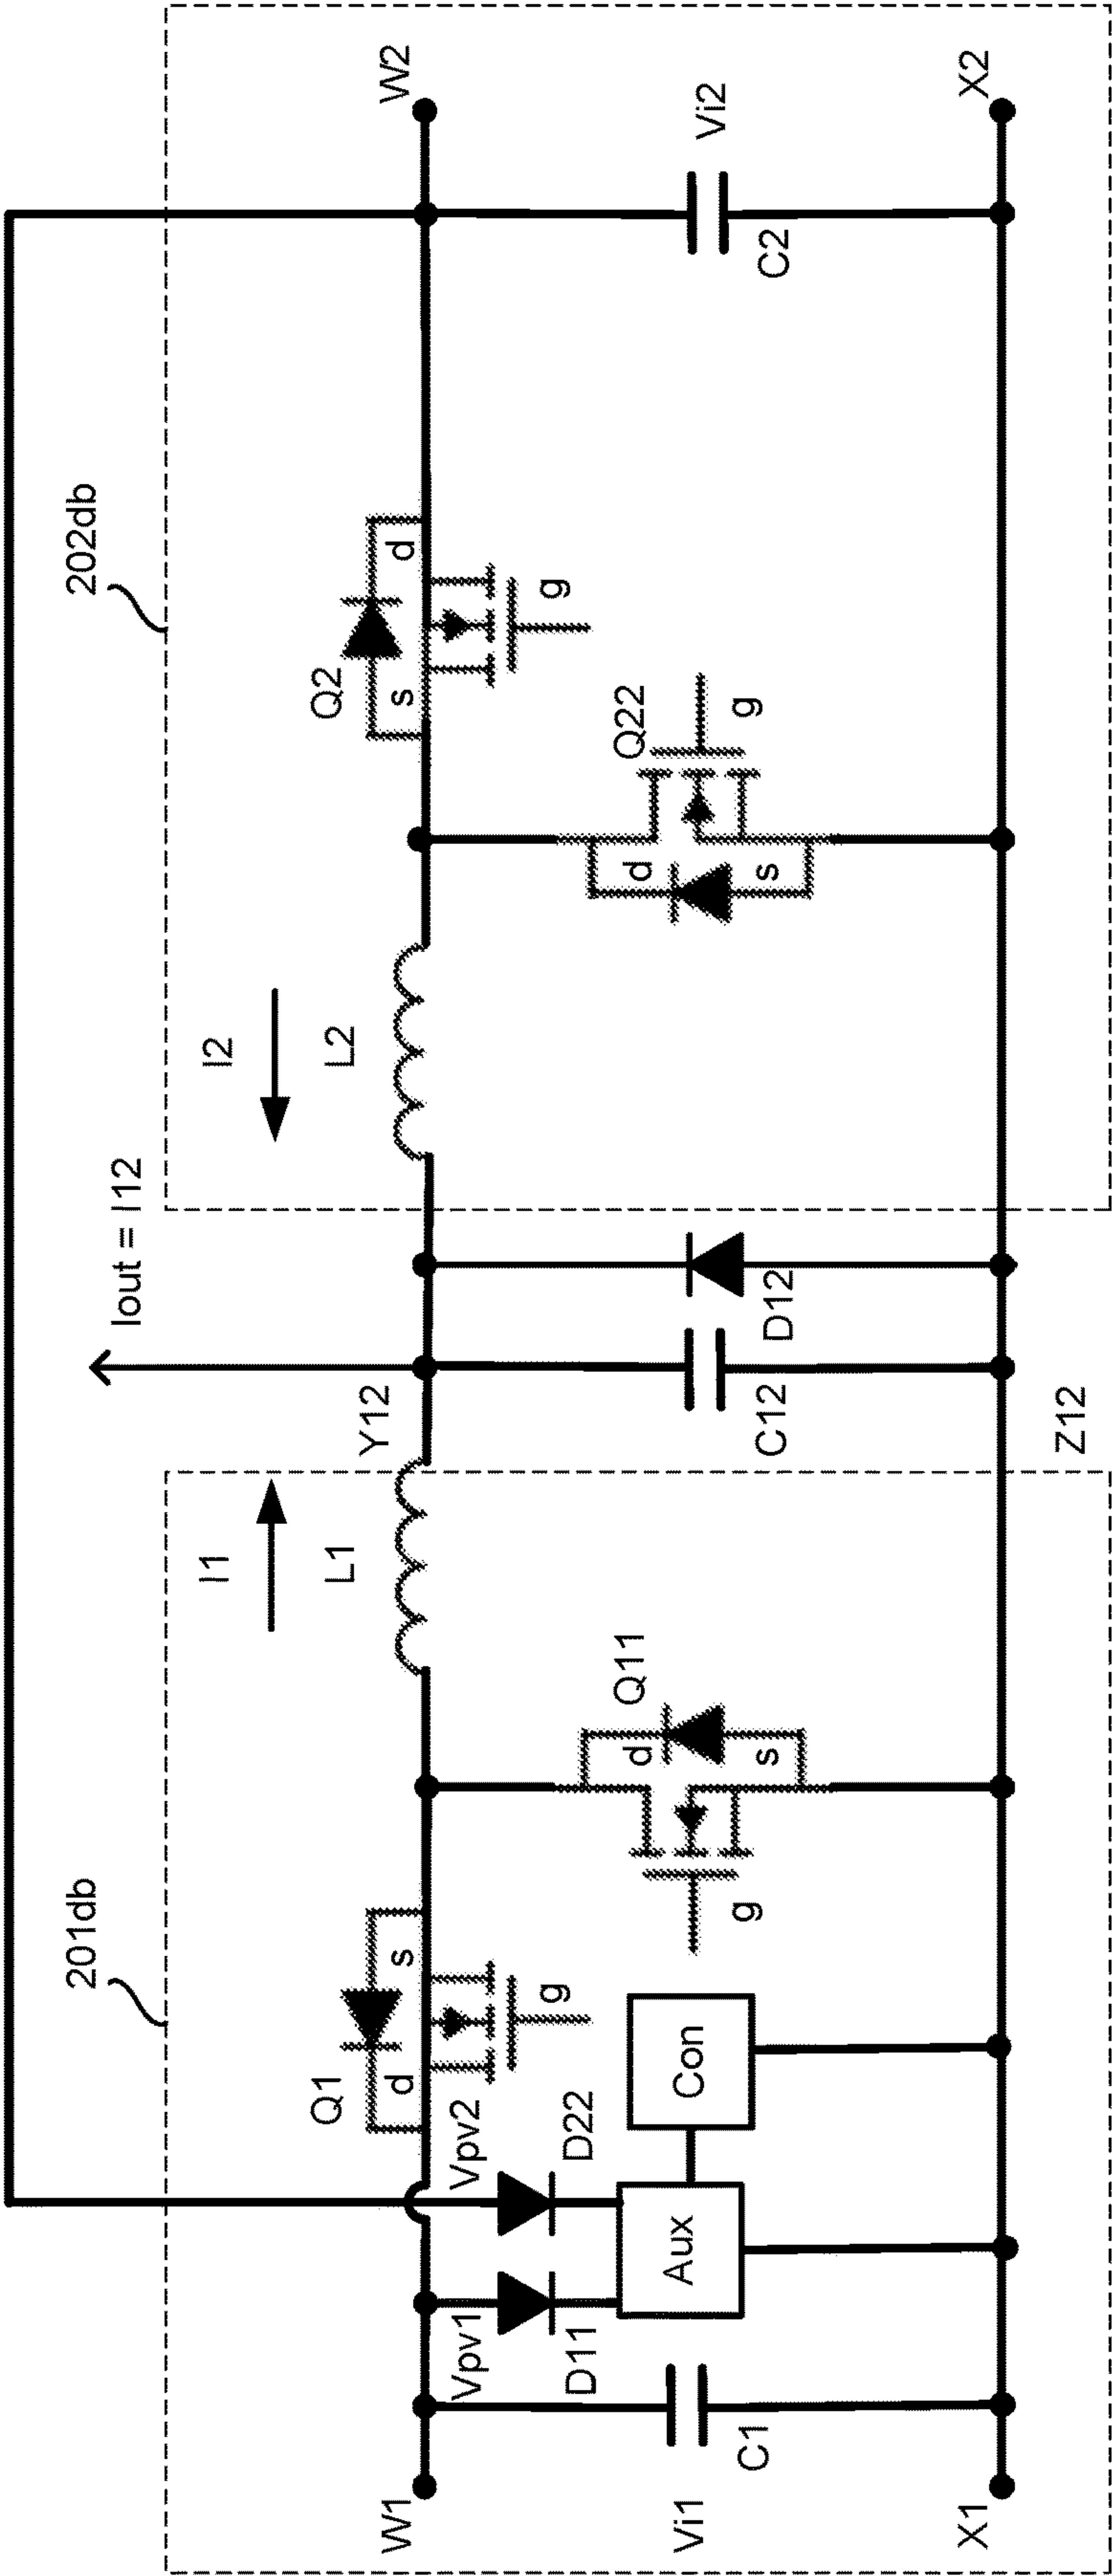 201db
202db
Iout = I12
I1
I2
Q1
d
s
g
L1
Y12
L2
Q2
s
d
g
W1
W2
Vpv1
Vpv2
D11
D22
Aux
Con
Q11
d
s
g
Q22
d
s
g
Vi1
C1
C12
D12
C2
Vi2
X1
Z12
X2